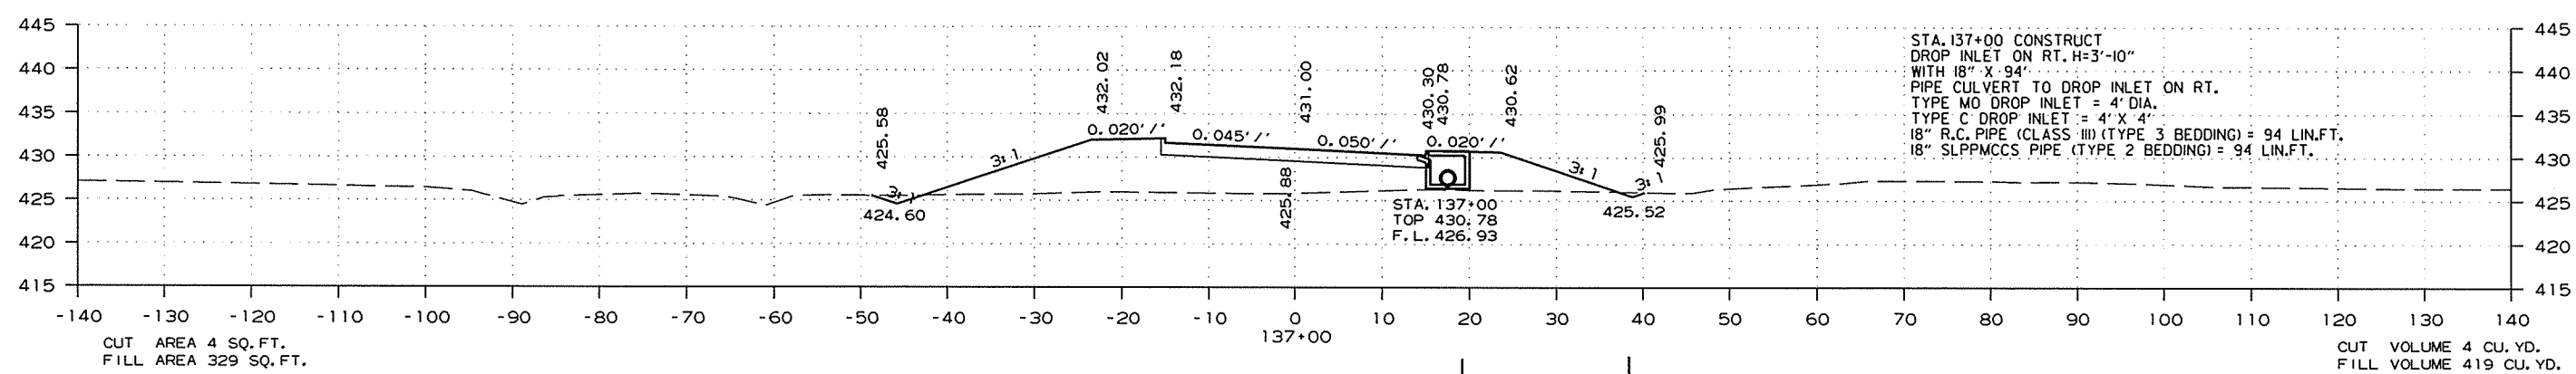 445
440
435
430
425
420
415
445
440
435
430
425
420
415
425.58
432.02
432.18
431.00
430.30
430.78
430.62
425.99
3:1
0.020'/'
0.045'/'
0.050'/'
0.020'/'
3:1
3:1
3:1
424.60
425.88
425.52
STA. 137+00
TOP 430.78
F.L. 426.93
STA. 137+00 CONSTRUCT
DROP INLET ON RT. H=3'-10"
WITH 18" X 94'
PIPE CULVERT TO DROP INLET ON RT.
TYPE MO DROP INLET = 4' DIA.
TYPE C DROP INLET = 4' X 4'
18" R.C. PIPE (CLASS III) (TYPE 3 BEDDING) = 94 LIN.FT.
18" SLPPMCCS PIPE (TYPE 2 BEDDING) = 94 LIN.FT.
-140 -130 -120 -110 -100 -90 -80 -70 -60 -50 -40 -30 -20 -10 0 10 20 30 40 50 60 70 80 90 100 110 120 130 140
137+00
CUT AREA 4 SQ.FT.
FILL AREA 329 SQ.FT.
CUT VOLUME 4 CU.YD.
FILL VOLUME 419 CU.YD.